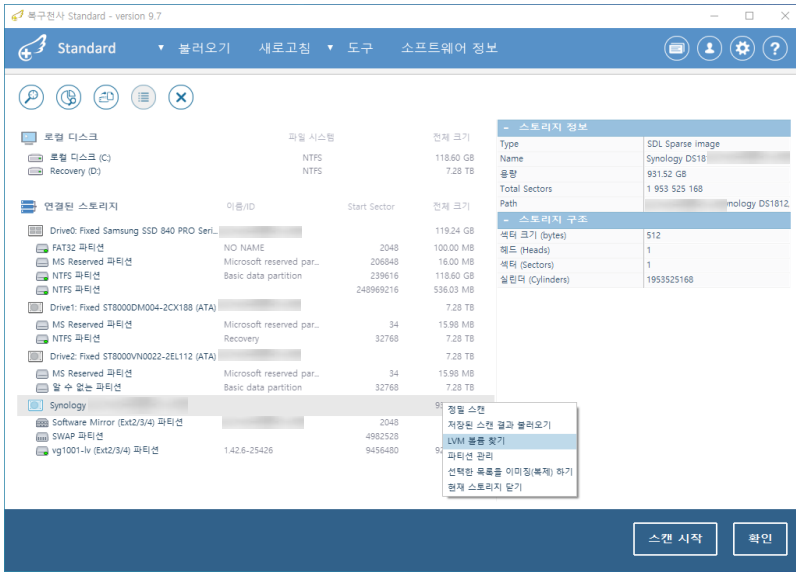 복구천사 Standard - version 9.7
Standard ▼ 불러오기 새로고침 ▼ 도구 소프트웨어 정보
로컬 디스크 파일 시스템 전체 크기
로컬 디스크 (C:) NTFS 118.60 GB
Recovery (D:) NTFS 7.28 TB
연결된 스토리지 이름/ID Start Sector 전체 크기
Drive0: Fixed Samsung SSD 840 PRO Seri... 119.24 GB
FAT32 파티션 NO NAME 2048 100.00 MB
MS Reserved 파티션 Microsoft reserved par... 206848 16.00 MB
NTFS 파티션 Basic data partition 239616 118.60 GB
NTFS 파티션 248969216 536.03 MB
Drive1: Fixed ST8000DM004-2CX188 (ATA) 7.28 TB
MS Reserved 파티션 Microsoft reserved par... 34 15.98 MB
NTFS 파티션 Recovery 32768 7.28 TB
Drive2: Fixed ST8000VN0022-2EL112 (ATA) 7.28 TB
MS Reserved 파티션 Microsoft reserved par... 34 15.98 MB
알 수 없는 파티션 Basic data partition 32768 7.28 TB
Synology
Software Mirror (Ext2/3/4) 파티션 2048
SWAP 파티션 4982528
vg1001-lv (Ext2/3/4) 파티션 1.42.6-25426 9456480
정밀 스캔
저장된 스캔 결과 불러오기
LVM 볼륨 찾기
파티션 관리
선택한 목록을 이미징(복제) 하기
현재 스토리지 닫기
- 스토리지 정보
Type SDL Sparse image
Name Synology DS18
용량 931.52 GB
Total Sectors 1 953 525 168
Path nology DS1812
- 스토리지 구조
섹터 크기 (bytes) 512
헤드 (Heads) 1
섹터 (Sectors) 1
실린더 (Cylinders) 1953525168
스캔 시작 확인